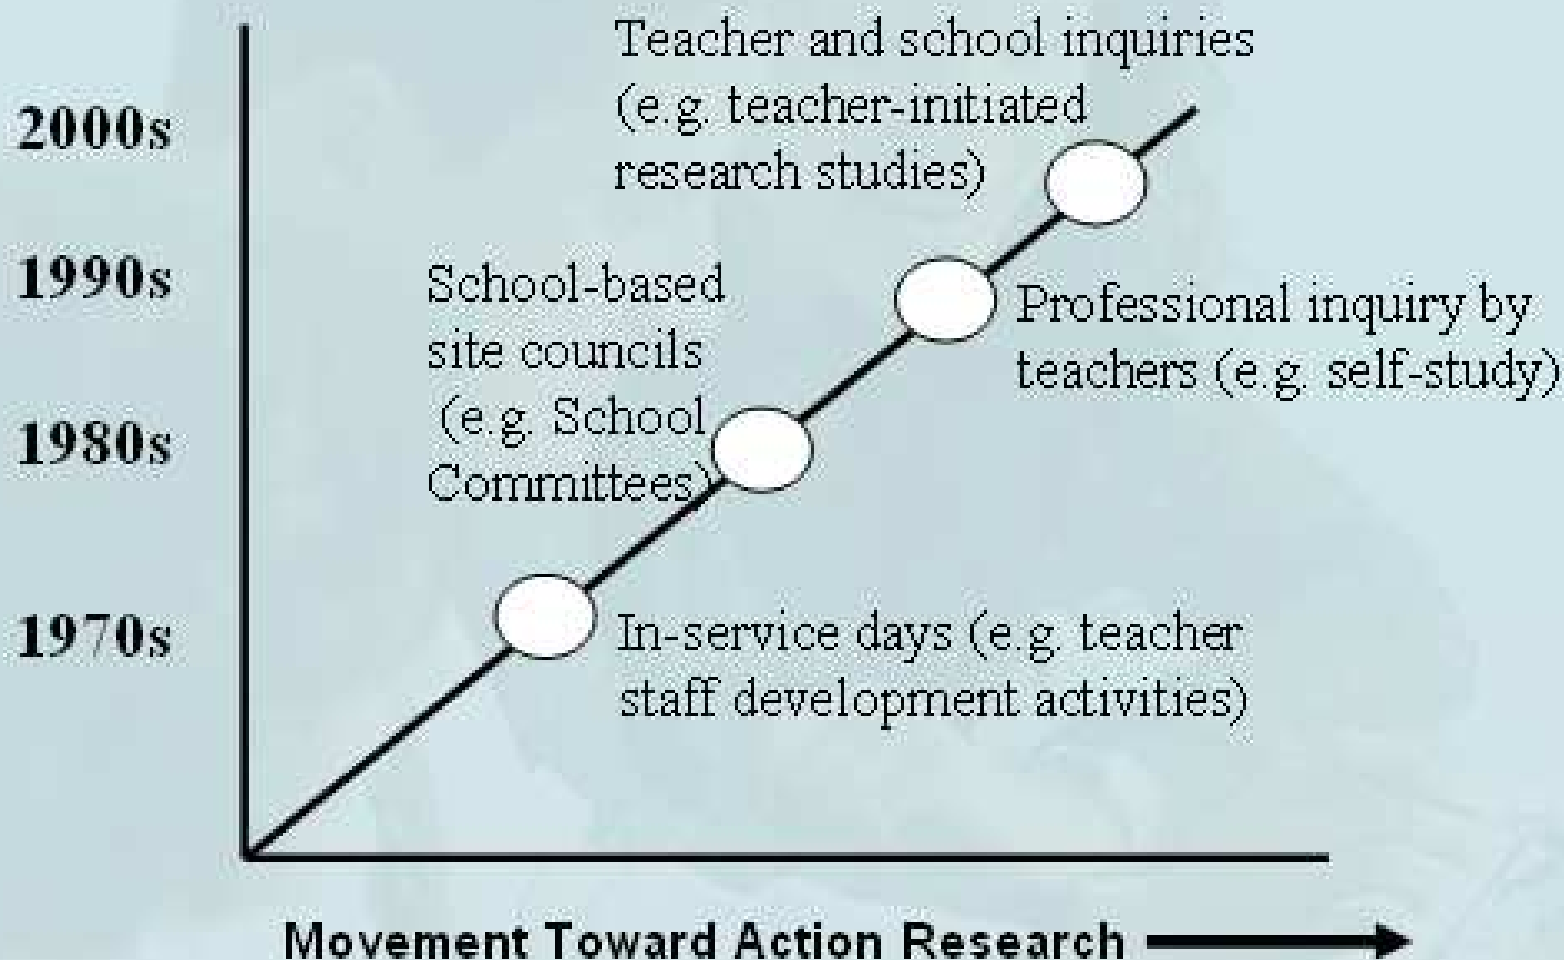 Teacher and school inquiries
(e.g. teacher-initiated
research studies)
2000s
1990s
School-based
site councils
(e.g. School
Committees)
Professional inquiry by
teachers (e.g. self-study)
1980s
1970s
In-service days (e.g. teacher
staff development activities)
Movement Toward Action Research